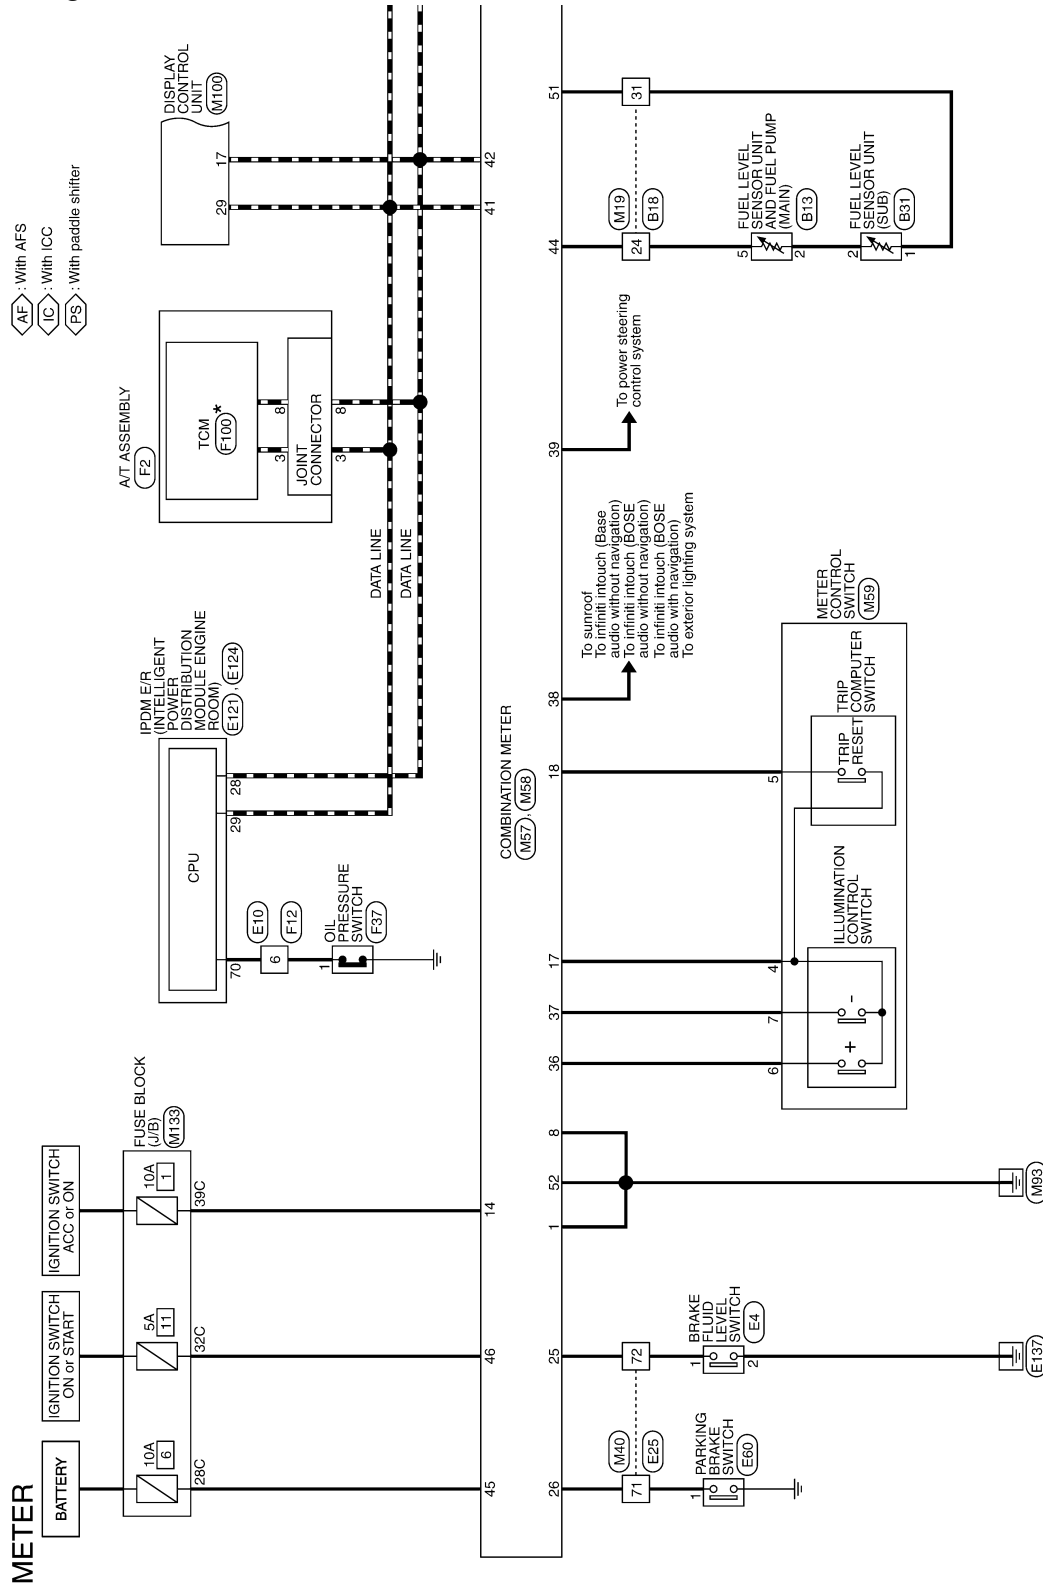 METER
BATTERY
IGNITION SWITCH
ON or START
IGNITION SWITCH
ACC or ON
AF : With AFS
IC : With ICC
PS : With paddle shifter
FUSE BLOCK
(J/B)
M133
10A
6
28C
5A
11
32C
10A
1
39C
IPDM E/R
(INTELLIGENT
POWER
DISTRIBUTION
MODULE ENGINE
ROOM)
E121 , E124
CPU
70
29
28
E10
F12
6
1
OIL
PRESSURE
SWITCH
F37
A/T ASSEMBLY
F2
TCM
F100 *
3
8
JOINT
CONNECTOR
3
8
DATA LINE
DATA LINE
DISPLAY
CONTROL
UNIT
M100
29
17
45
46
14
41
42
COMBINATION METER
M57 , M58
26
25
1
52
8
36
37
17
18
38
39
44
51
M40
E25
71
72
1
PARKING
BRAKE
SWITCH
E60
1
2
BRAKE
FLUID
LEVEL
SWITCH
E4
E137
M93
6
7
4
5
+
-
ILLUMINATION
CONTROL
SWITCH
TRIP
RESET
TRIP
COMPUTER
SWITCH
METER
CONTROL
SWITCH
M59
To sunroof
To infiniti intouch (Base
audio without navigation)
To infiniti intouch (BOSE
audio without navigation)
To infiniti intouch (BOSE
audio with navigation)
To exterior lighting system
To power steering
control system
M19
B18
24
31
5
2
FUEL LEVEL
SENSOR UNIT
AND FUEL PUMP
(MAIN)
B13
2
1
FUEL LEVEL
SENSOR UNIT
(SUB)
B31